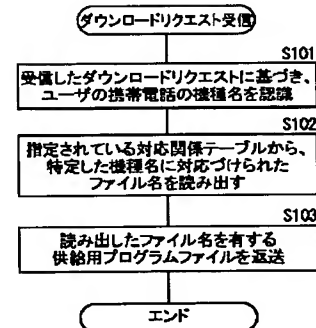 ダウンロードリクエスト受信
S101
受信したダウンロードリクエストに基づき、
ユーザの携帯電話の機種名を認識
S102
指定されている対応関係テーブルから、
特定した機種名に対応づけられた
ファイル名を読み出す
S103
読み出したファイル名を有する
供給用プログラムファイルを返送
エンド